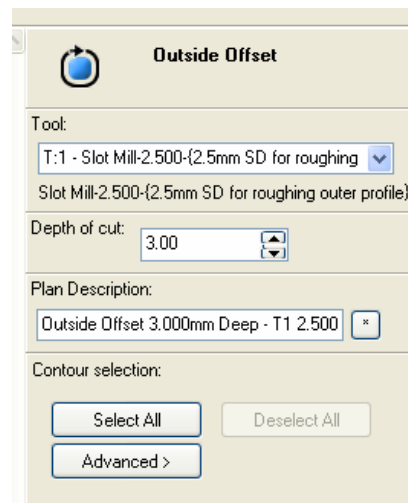 Outside Offset
Tool:
T:1 - Slot Mill-2.500-{2.5mm SD for roughing
Slot Mill-2.500-{2.5mm SD for roughing outer profile}
Depth of cut:
3.00
Plan Description:
Outside Offset 3.000mm Deep - T1 2.500
*
Contour selection:
Select All
Deselect All
Advanced >